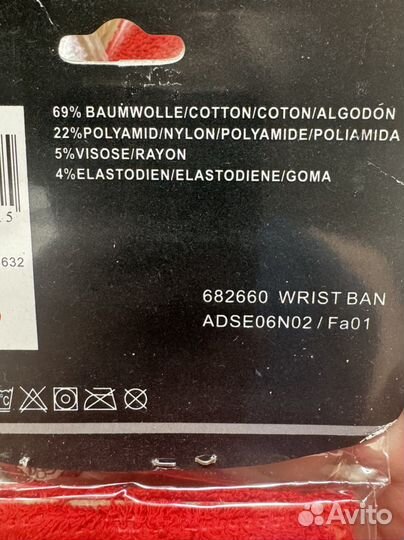 69% BAUMWOLLE/COTTON/COTON/ALGODÓN
22%POLYAMID/NYLON/POLYAMIDE/POLIAMIDA
5%VISOSE/RAYON
4%ELASTODIEN/ELASTODIENE/GOMA
5
632
682660 WRIST BAN
ADSE06N02 / Fa01
°C
Avito